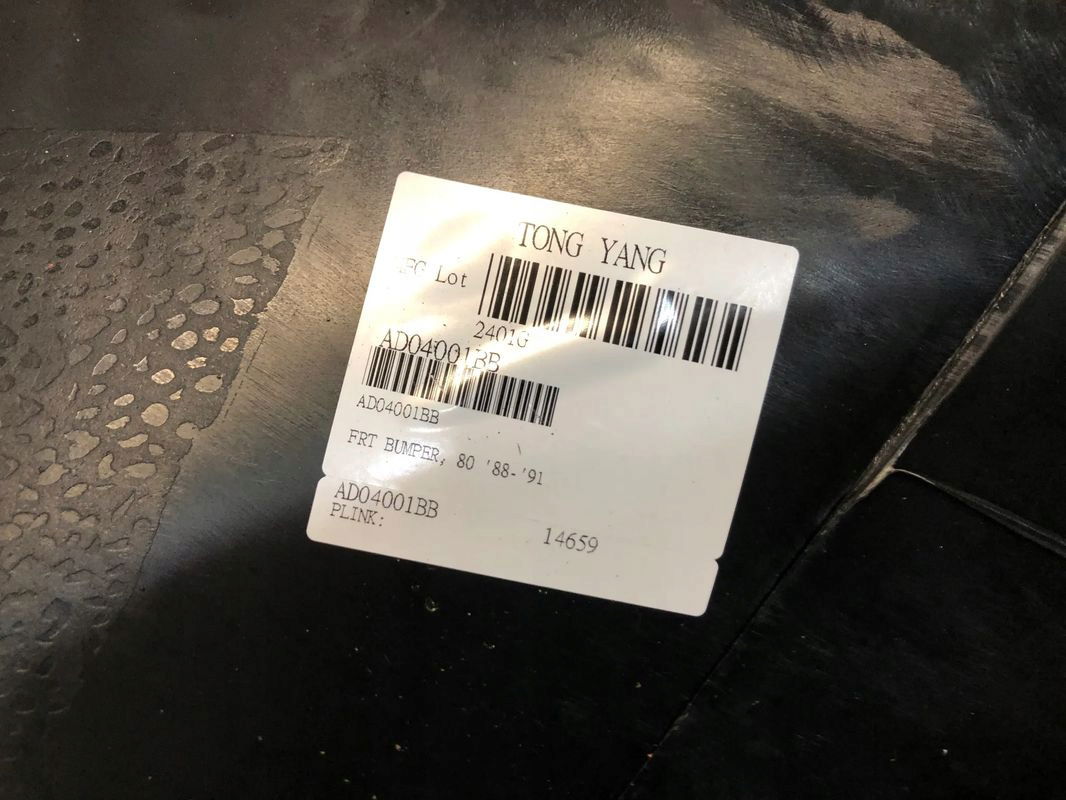 TONG YANG
Lot
2401G
AD04001BB
AD04001BB
FRT BUMPER, 80 '88-'91
AD04001BB
PLINK:
14659